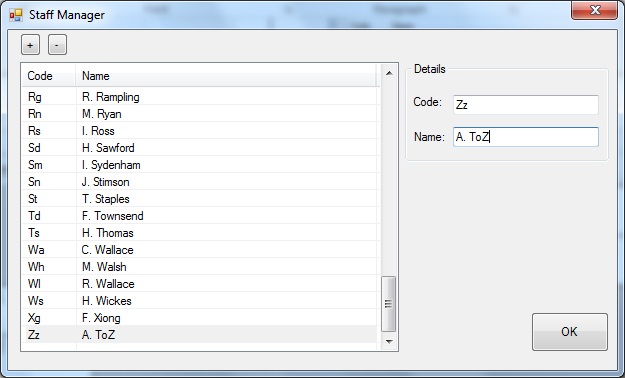 Staff Manager
+ -
Code Name
Rg R. Rampling
Rn M. Ryan
Rs I. Ross
Sd H. Sawford
Sm I. Sydenham
Sn J. Stimson
St T. Staples
Td F. Townsend
Ts H. Thomas
Wa C. Wallace
Wh M. Walsh
Wl R. Wallace
Ws H. Wickes
Xg F. Xiong
Zz A. ToZ
Details
Code: Zz
Name: A. ToZ
OK